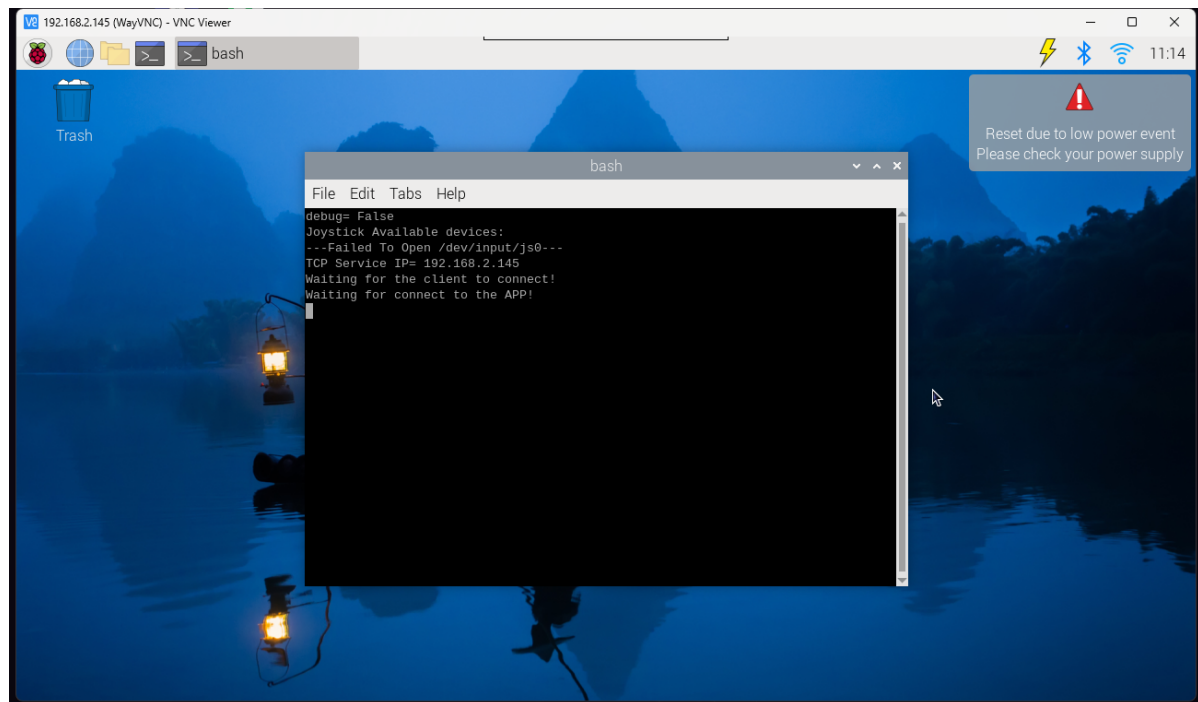 192.168.2.145 (WayVNC) - VNC Viewer
bash
11:14
Trash
Reset due to low power event
Please check your power supply
bash
File Edit Tabs Help
debug= False
Joystick Available devices:
---Failed To Open /dev/input/js0---
TCP Service IP= 192.168.2.145
Waiting for the client to connect!
Waiting for connect to the APP!